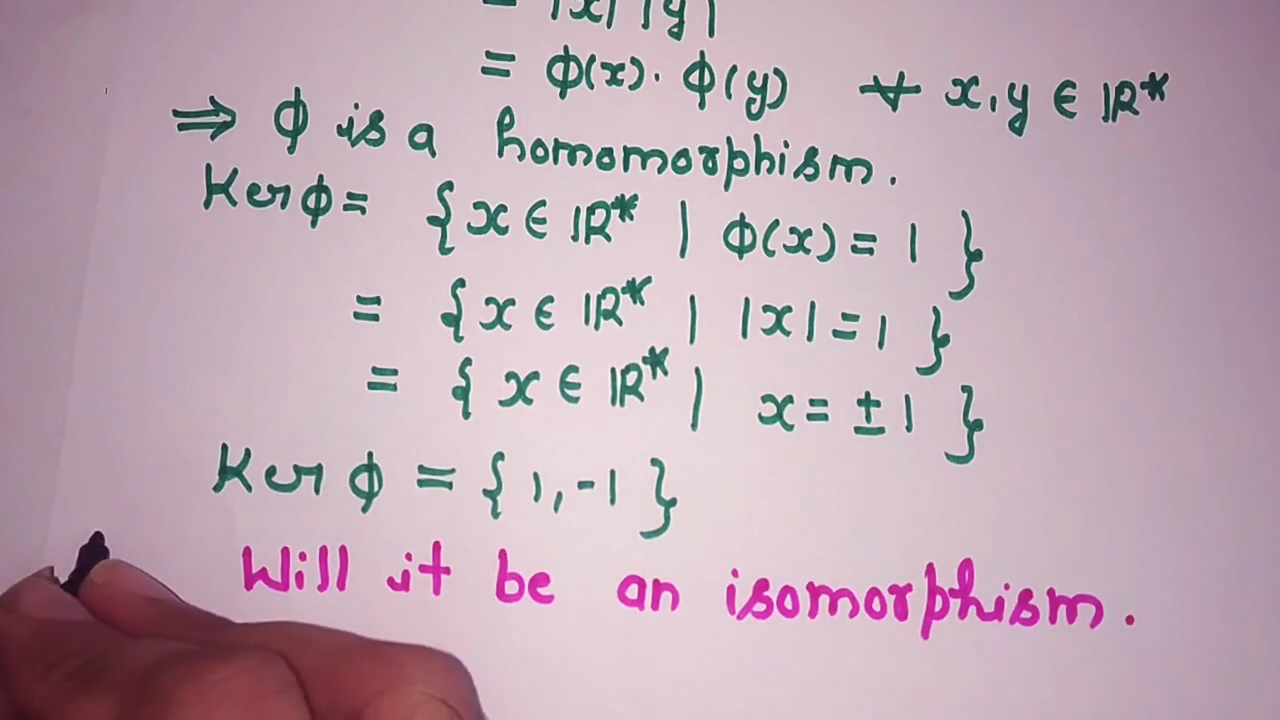 = |x| |y|
= ϕ(x) · ϕ(y) ∀ x, y ∈ ℝ*
⇒ ϕ is a homomorphism.
Ker ϕ = {x ∈ ℝ* | ϕ(x) = 1}
= {x ∈ ℝ* | |x| = 1}
= {x ∈ ℝ* | x = ±1}
Ker ϕ = {1, -1}
Will it be an isomorphism.